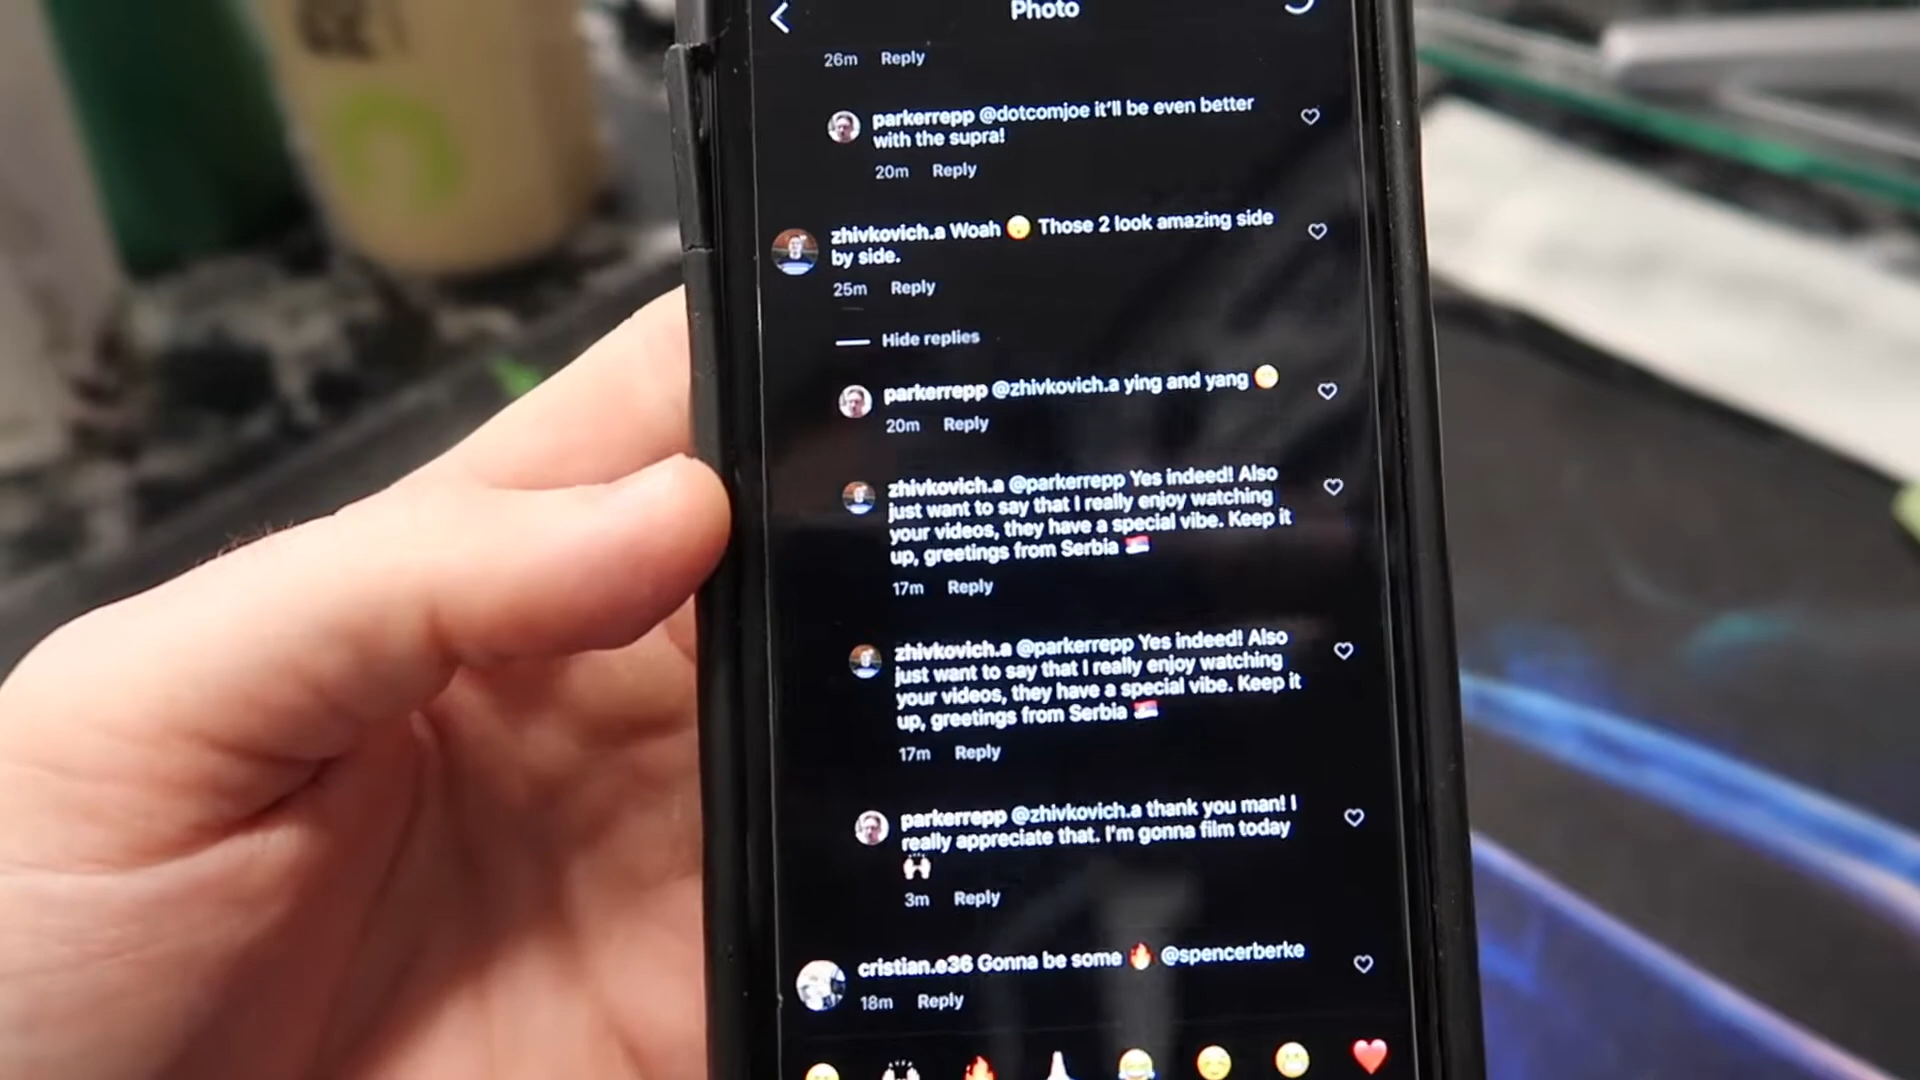 Photo
26m Reply
parkerrepp @dotcomjoe it'll be even better
with the supra!
20m Reply
zhivkovich.a Woah 😮 Those 2 look amazing side
by side.
25m Reply
Hide replies
parkerrepp @zhivkovich.a ying and yang 😁
20m Reply
zhivkovich.a @parkerrepp Yes indeed! Also
just want to say that I really enjoy watching
your videos, they have a special vibe. Keep it
up, greetings from Serbia 🇷🇸
17m Reply
zhivkovich.a @parkerrepp Yes indeed! Also
just want to say that I really enjoy watching
your videos, they have a special vibe. Keep it
up, greetings from Serbia 🇷🇸
17m Reply
parkerrepp @zhivkovich.a thank you man! I
really appreciate that. I'm gonna film today
🙌
3m Reply
cristian.e36 Gonna be some 🔥 @spencerberke
18m Reply